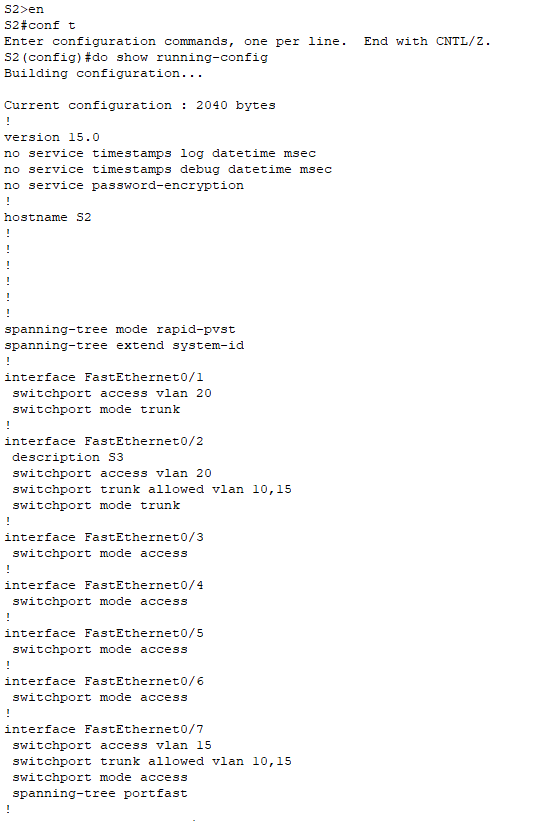 S2>en
S2#conf t
Enter configuration commands, one per line.  End with CNTL/Z.
S2(config)#do show running-config
Building configuration...

Current configuration : 2040 bytes
!
version 15.0
no service timestamps log datetime msec
no service timestamps debug datetime msec
no service password-encryption
!
hostname S2
!
!
!
!
!
!
spanning-tree mode rapid-pvst
spanning-tree extend system-id
!
interface FastEthernet0/1
 switchport access vlan 20
 switchport mode trunk
!
interface FastEthernet0/2
 description S3
 switchport access vlan 20
 switchport trunk allowed vlan 10,15
 switchport mode trunk
!
interface FastEthernet0/3
 switchport mode access
!
interface FastEthernet0/4
 switchport mode access
!
interface FastEthernet0/5
 switchport mode access
!
interface FastEthernet0/6
 switchport mode access
!
interface FastEthernet0/7
 switchport access vlan 15
 switchport trunk allowed vlan 10,15
 switchport mode access
 spanning-tree portfast
!